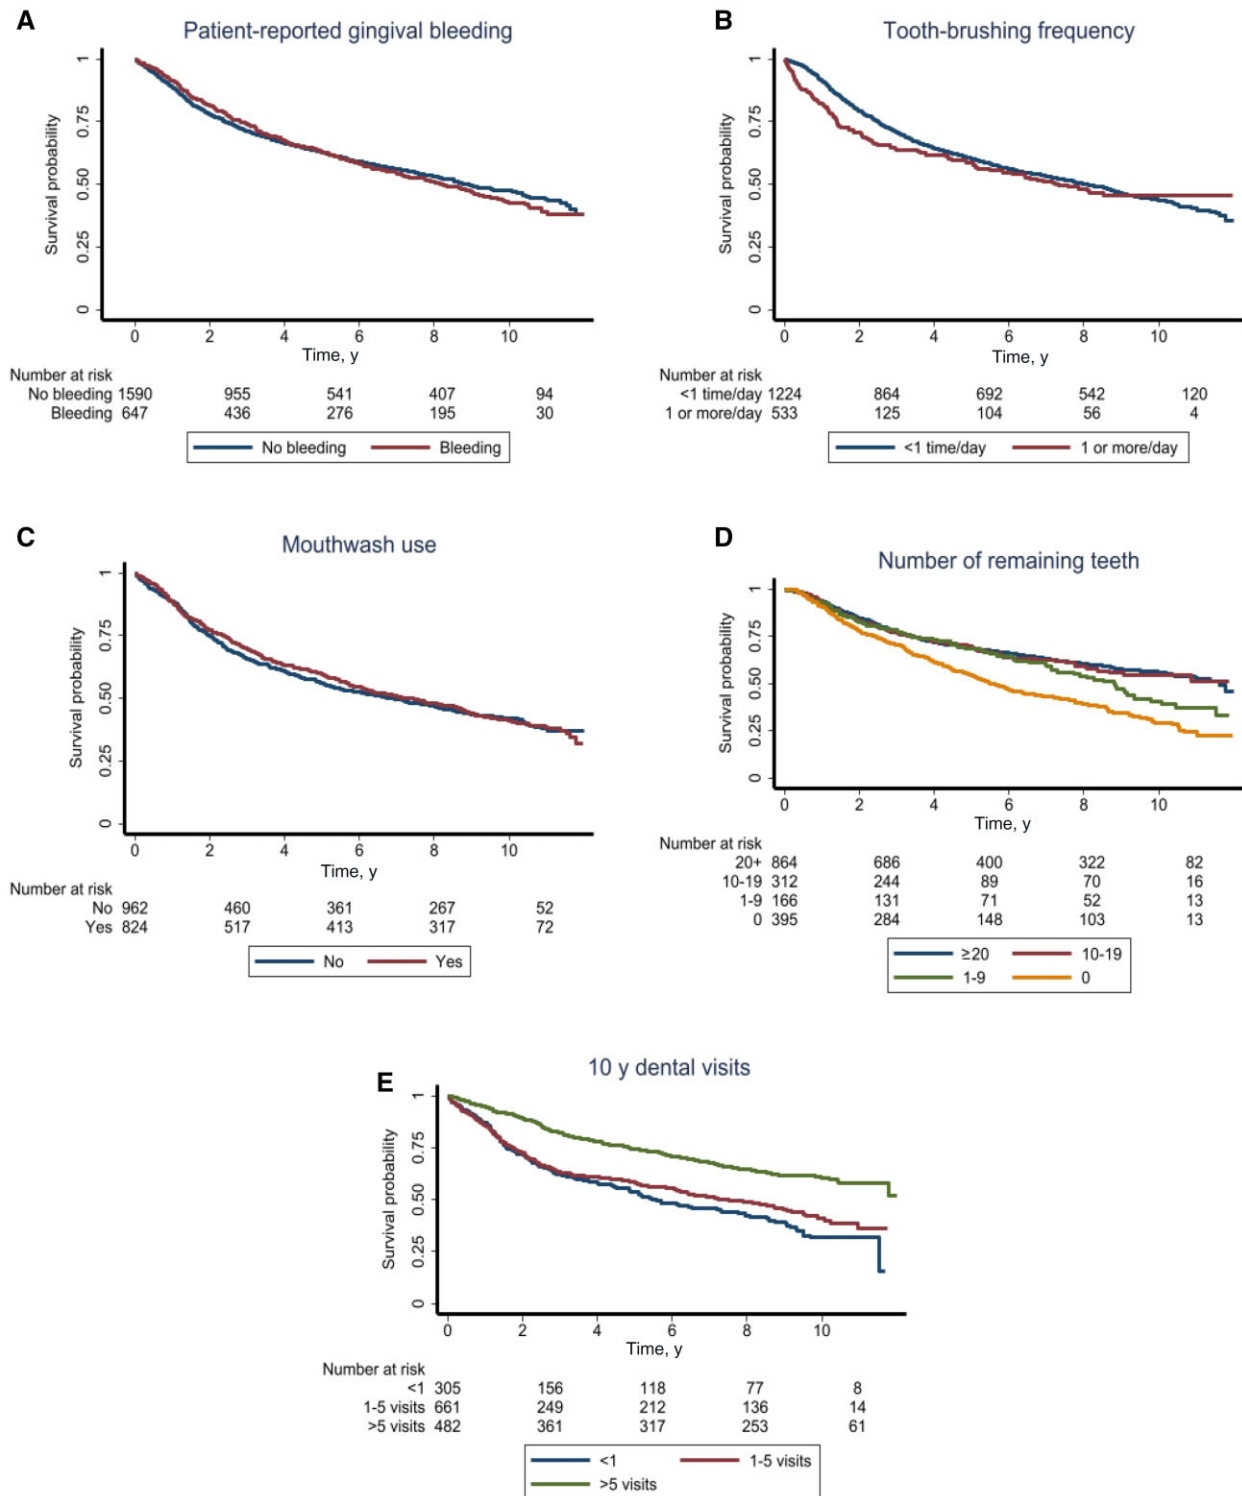 A
Patient-reported gingival bleeding
Survival probability
1
0.75
0.50
0.25
0
0 2 4 6 8 10
Time, y
Number at risk
No bleeding 1590 955 541 407 94
Bleeding 647 436 276 195 30
No bleeding Bleeding
B
Tooth-brushing frequency
Survival probability
1
0.75
0.50
0.25
0
0 2 4 6 8 10
Time, y
Number at risk
<1 time/day 1224 864 692 542 120
1 or more/day 533 125 104 56 4
<1 time/day 1 or more/day
C
Mouthwash use
Survival probability
1
0.75
0.50
0.25
0
0 2 4 6 8 10
Time, y
Number at risk
No 962 460 361 267 52
Yes 824 517 413 317 72
No Yes
D
Number of remaining teeth
Survival probability
1
0.75
0.50
0.25
0
0 2 4 6 8 10
Time, y
Number at risk
20+ 864 686 400 322 82
10-19 312 244 89 70 16
1-9 166 131 71 52 13
0 395 284 148 103 13
≥20 10-19
1-9 0
E
10 y dental visits
Survival probability
1
0.75
0.50
0.25
0
0 2 4 6 8 10
Time, y
Number at risk
<1 305 156 118 77 8
1-5 visits 661 249 212 136 14
>5 visits 482 361 317 253 61
<1 1-5 visits
>5 visits